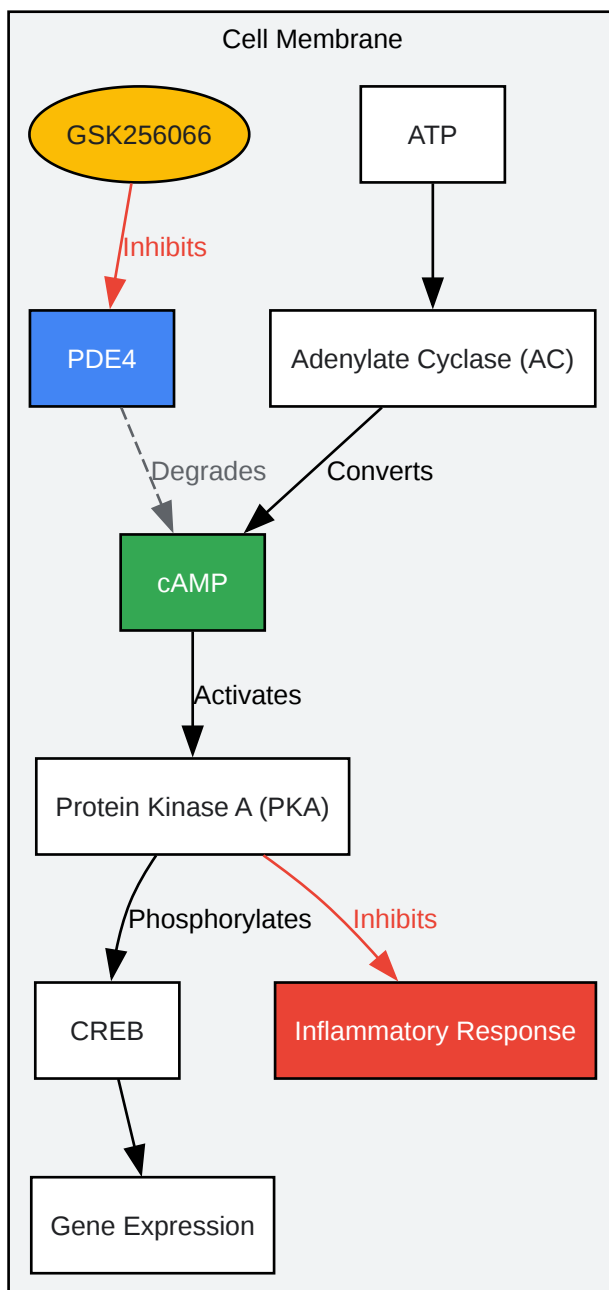 Cell Membrane
GSK256066
ATP
Inhibits
PDE4
Adenylate Cyclase (AC)
Degrades
Converts
cAMP
Activates
Protein Kinase A (PKA)
Phosphorylates
Inhibits
CREB
Inflammatory Response
Gene Expression